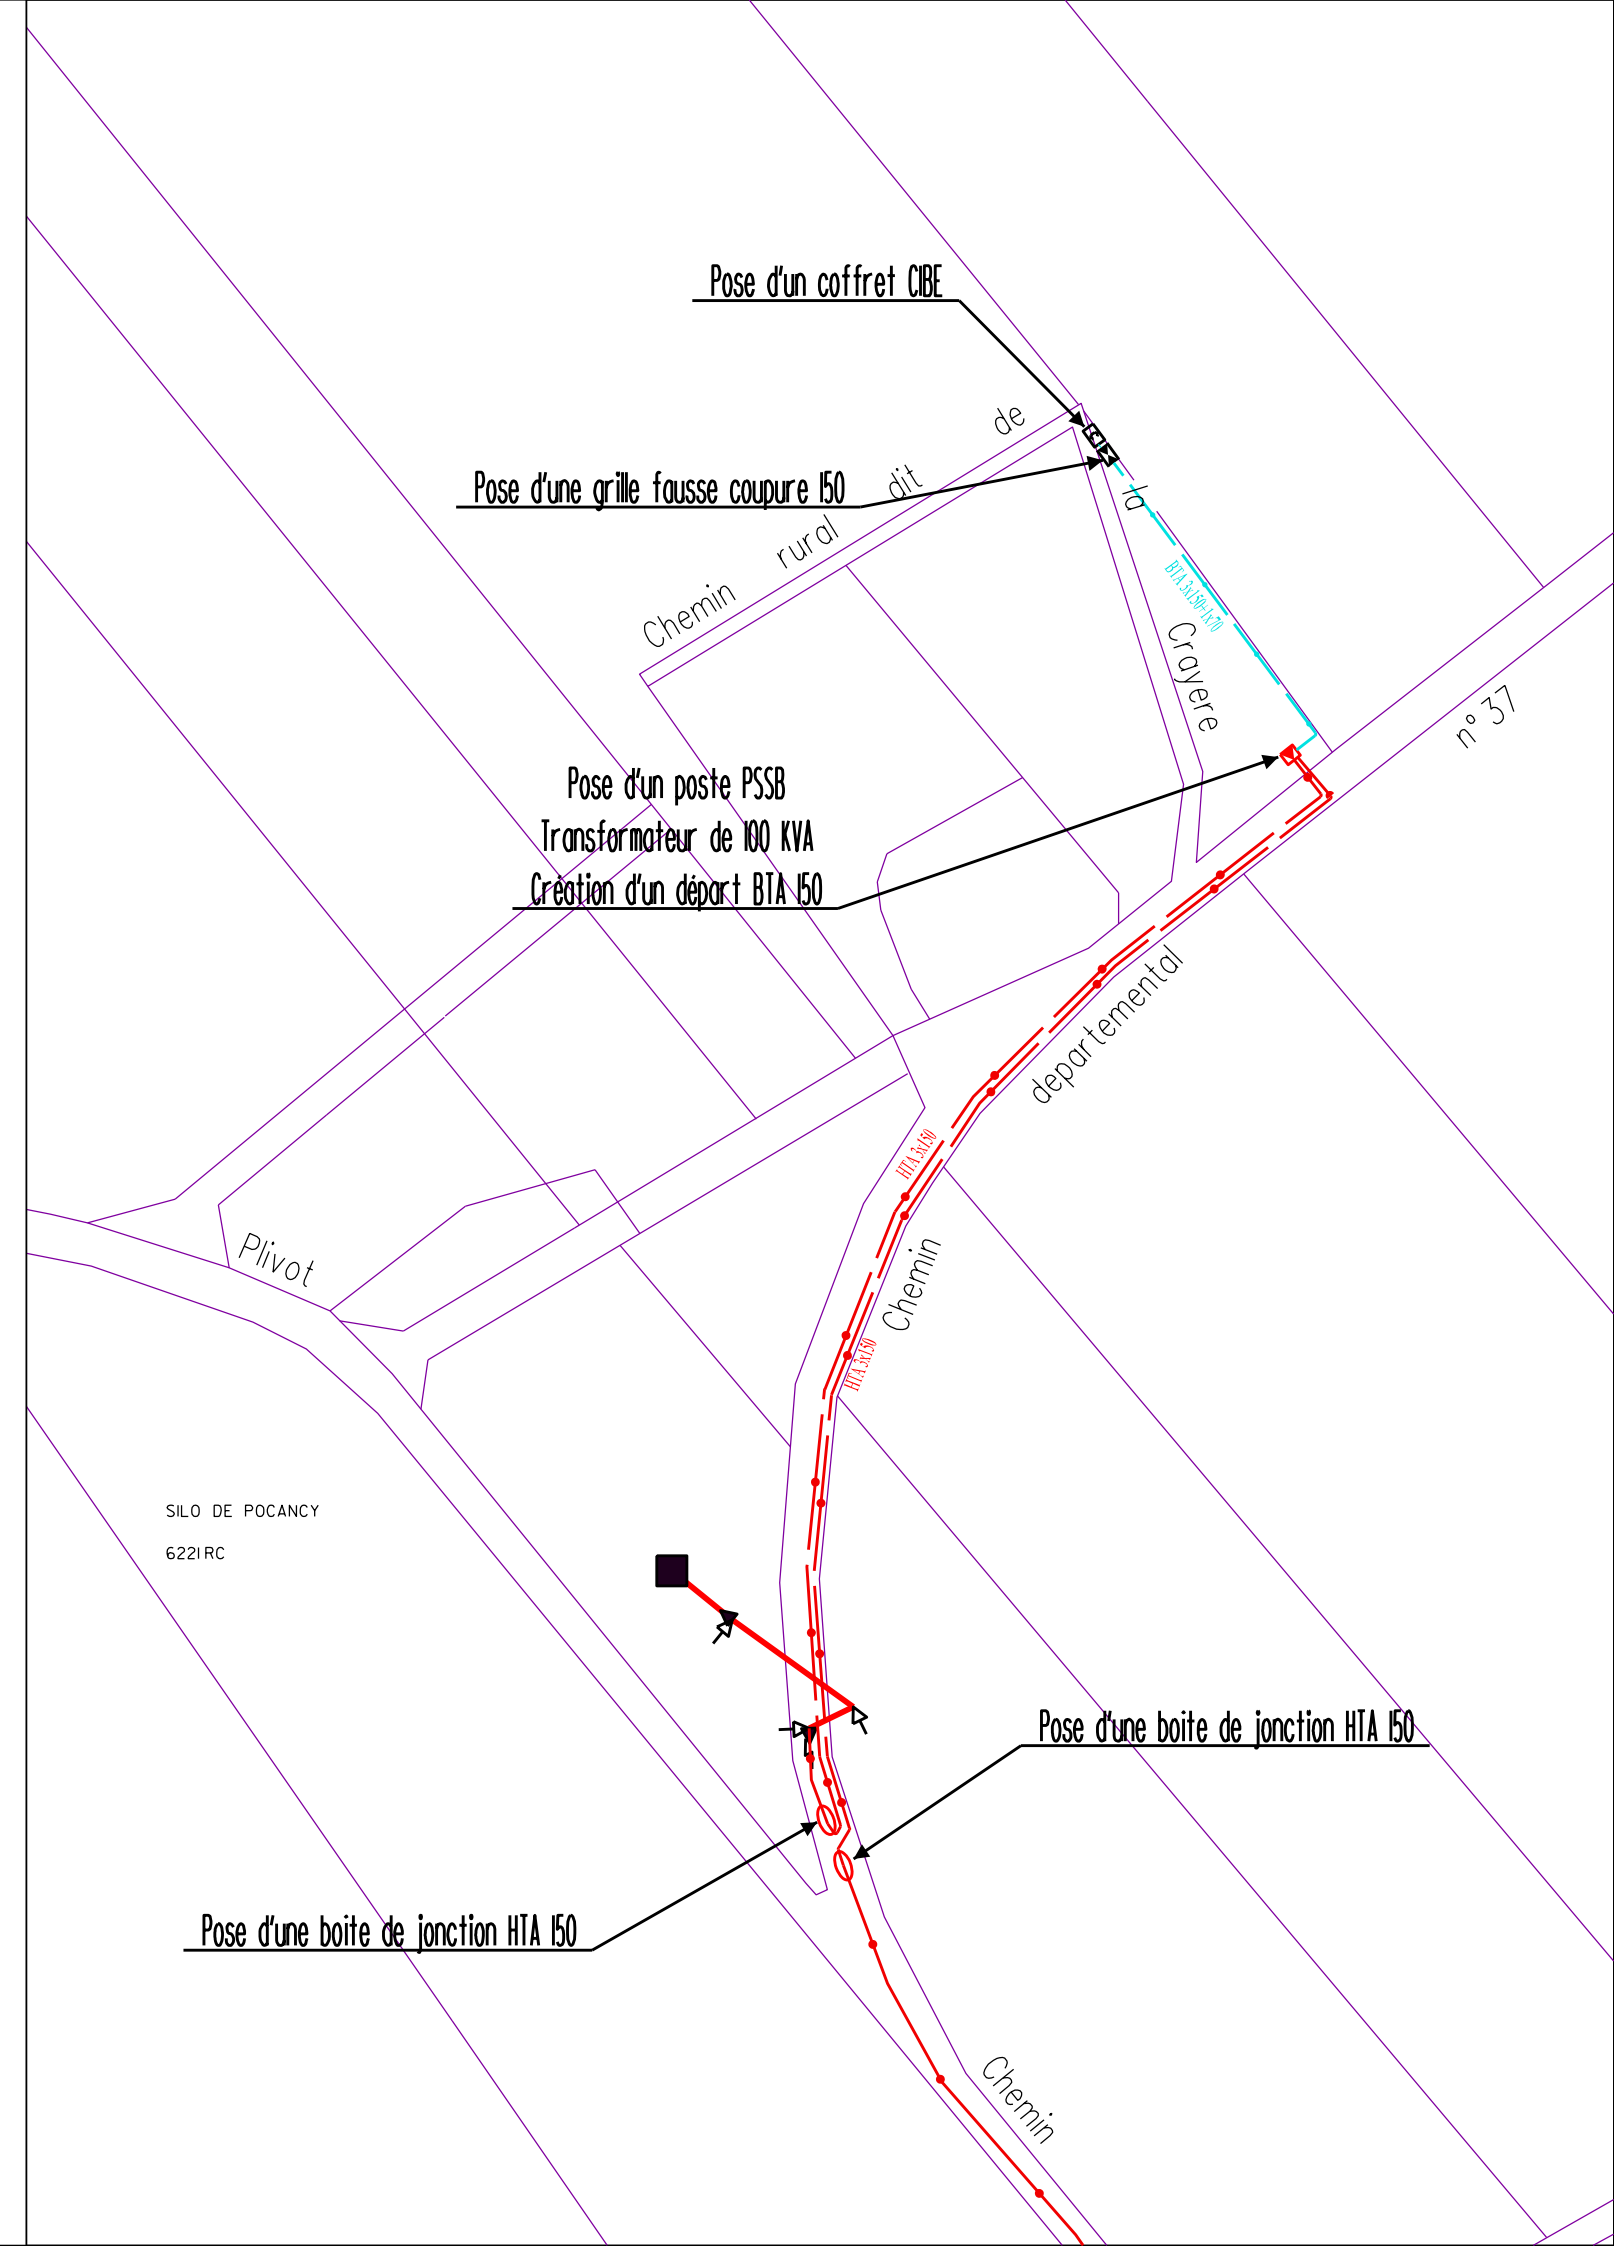 Pose d'un coffret CIBE
de
Pose d'une grille fausse coupure 150
dit
la
rural
Chemin
BTA 3x150+1x70
Crayere
n° 37
Pose d'un poste PSSB
Transformateur de 100 KVA
Création d'un départ BTA 150
departemental
HTA 3x150
Plivot
Chemin
HTA 3x150
SILO DE POCANCY
6221RC
Pose d'une boite de jonction HTA 150
Pose d'une boite de jonction HTA 150
Chemin